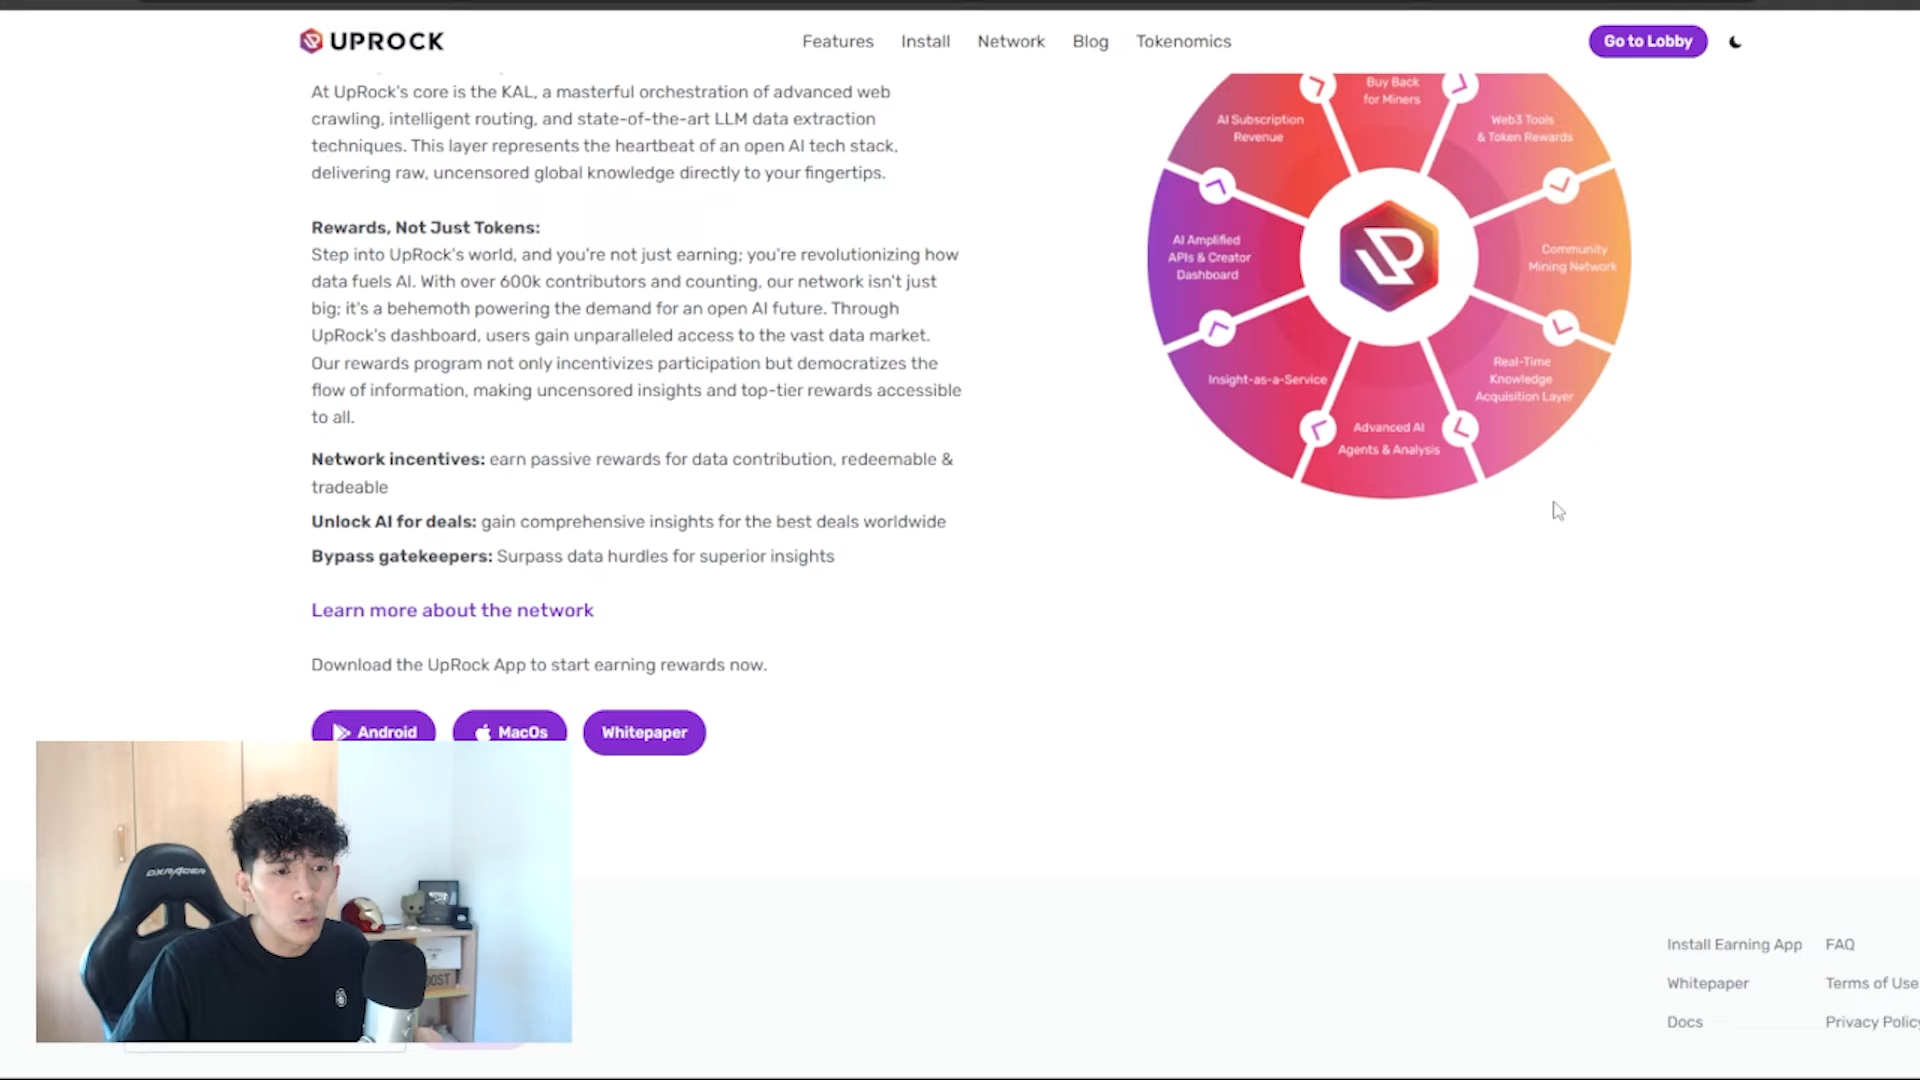 UPROCK
Features
Install
Network
Blog
Tokenomics
Go to Lobby
At UpRock's core is the KAL, a masterful orchestration of advanced web
crawling, intelligent routing, and state-of-the-art LLM data extraction
techniques. This layer represents the heartbeat of an open AI tech stack,
delivering raw, uncensored global knowledge directly to your fingertips.
Rewards, Not Just Tokens:
Step into UpRock's world, and you're not just earning; you're revolutionizing how
data fuels AI. With over 600k contributors and counting, our network isn't just
big; it's a behemoth powering the demand for an open AI future. Through
UpRock's dashboard, users gain unparalleled access to the vast data market.
Our rewards program not only incentivizes participation but democratizes the
flow of information, making uncensored insights and top-tier rewards accessible
to all.
Network incentives: earn passive rewards for data contribution, redeemable &
tradeable
Unlock AI for deals: gain comprehensive insights for the best deals worldwide
Bypass gatekeepers: Surpass data hurdles for superior insights
Learn more about the network
Download the UpRock App to start earning rewards now.
Android
MacOs
Whitepaper
Buy Back
for Miners
Web3 Tools
& Token Rewards
Community
Mining Network
Real-Time
Knowledge
Acquisition Layer
Advanced AI
Agents & Analysis
Insight-as-a-Service
AI Amplified
APIs & Creator
Dashboard
AI Subscription
Revenue
DXRACER
Install Earning App
FAQ
Whitepaper
Terms of Use
Docs
Privacy Policy